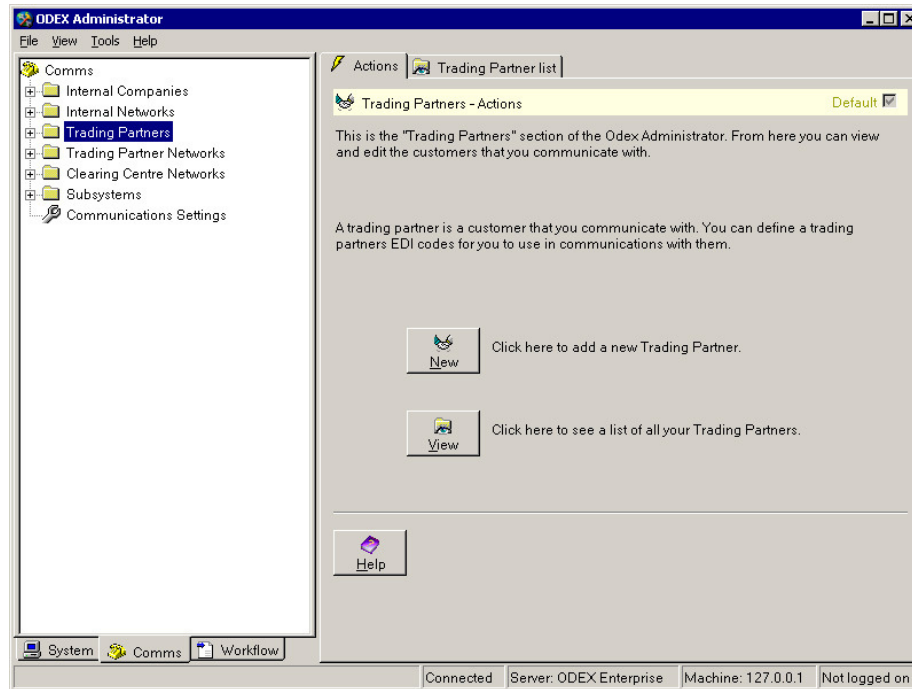 ODEX Administrator
File View Tools Help
Comms
Internal Companies
Internal Networks
Trading Partners
Trading Partner Networks
Clearing Centre Networks
Subsystems
Communications Settings
System Comms Workflow
Actions Trading Partner list
Trading Partners - Actions Default
This is the "Trading Partners" section of the Odex Administrator. From here you can view
and edit the customers that you communicate with.
A trading partner is a customer that you communicate with. You can define a trading
partners EDI codes for you to use in communications with them.
New Click here to add a new Trading Partner.
View Click here to see a list of all your Trading Partners.
Help
Connected Server: ODEX Enterprise Machine: 127.0.0.1 Not logged on